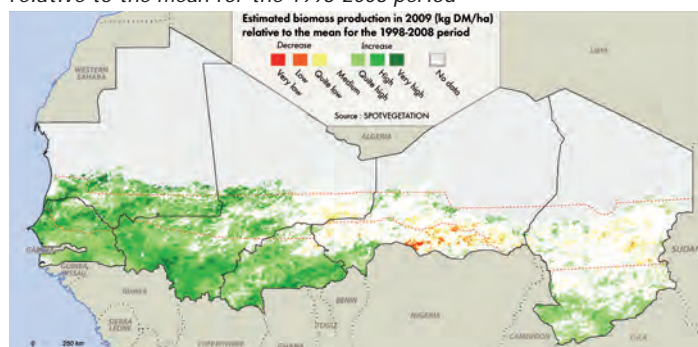 relative to the mean for the 1998-2008 period
Estimated biomass production in 2009 (kg DM/ha)
relative to the mean for the 1998-2008 period
Decrease Increase
Very low
Low
Quite low
Medium
Quite high
High
Very high
No data
Source : SPOTVEGETATION
WESTERN
SAHARA
LIBYA
ALGERIA
SUDAN
GAMBIA
GUINEA
BISSAU
GUINEA
SIERRA
LEONE
GHANA
TOGO
BENIN
NIGERIA
CAMEROON
0 250 km